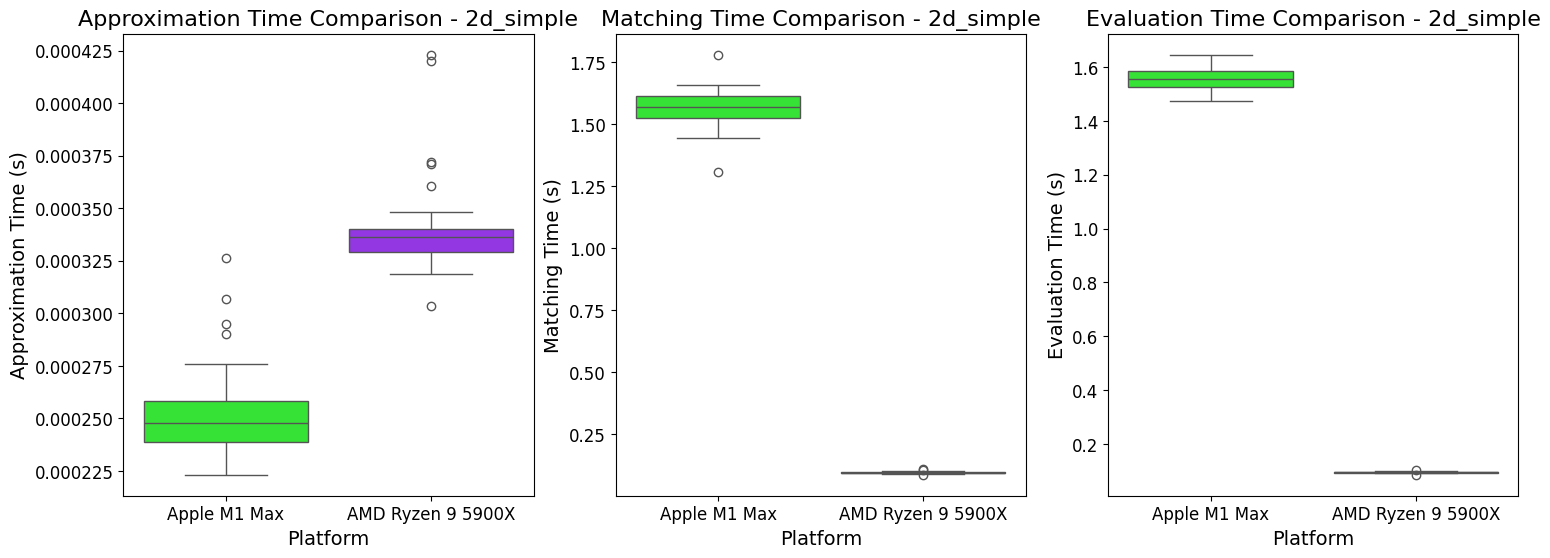 Approximation Time Comparison - 2d_simple
Approximation Time (s)
0.000425
0.000400
0.000375
0.000350
0.000325
0.000300
0.000275
0.000250
0.000225
Apple M1 Max
AMD Ryzen 9 5900X
Platform
Matching Time Comparison - 2d_simple
Matching Time (s)
1.75
1.50
1.25
1.00
0.75
0.50
0.25
Apple M1 Max
AMD Ryzen 9 5900X
Platform
Evaluation Time Comparison - 2d_simple
Evaluation Time (s)
1.6
1.4
1.2
1.0
0.8
0.6
0.4
0.2
Apple M1 Max
AMD Ryzen 9 5900X
Platform